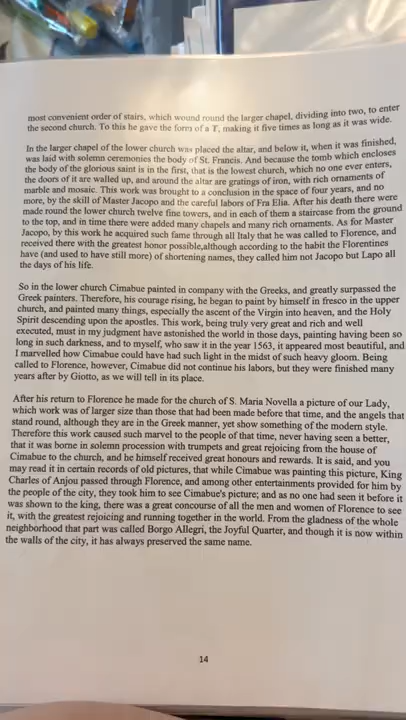 most convenient order of stairs, which wound round the larger chapel, dividing into two, to enter
the second church. To this he gave the form of a T, making it five times as long as it was wide.
In the larger chapel of the lower church was placed the altar, and below it, when it was finished,
was laid with solemn ceremonies the body of St. Francis. And because the tomb which encloses
the body of the glorious saint is in the first, that is the lowest church, which no one ever enters,
the doors of it are walled up, and around the altar are gratings of iron, with rich ornaments of
marble and mosaic. This work was brought to a conclusion in the space of four years, and no
more, by the skill of Master Jacopo and the careful labors of Fra Elia. After his death there were
made round the lower church twelve fine towers, and in each of them a staircase from the ground
to the top, and in time there were added many chapels and many rich ornaments. As for Master
Jacopo, by this work he acquired such fame through all Italy that he was called to Florence, and
received there with the greatest honor possible,although according to the habit the Florentines
have (and used to have still more) of shortening names, they called him not Jacopo but Lapo all
the days of his life.
So in the lower church Cimabue painted in company with the Greeks, and greatly surpassed the
Greek painters. Therefore, his courage rising, he began to paint by himself in fresco in the upper
church, and painted many things, especially the ascent of the Virgin into heaven, and the Holy
Spirit descending upon the apostles. This work, being truly very great and rich and well
executed, must in my judgment have astonished the world in those days, painting having been so
long in such darkness, and to myself, who saw it in the year 1563, it appeared most beautiful, and
I marvelled how Cimabue could have had such light in the midst of such heavy gloom. Being
called to Florence, however, Cimabue did not continue his labors, but they were finished many
years after by Giotto, as we will tell in its place.
After his return to Florence he made for the church of S. Maria Novella a picture of our Lady,
which work was of larger size than those that had been made before that time, and the angels that
stand round, although they are in the Greek manner, yet show something of the modern style.
Therefore this work caused such marvel to the people of that time, never having seen a better,
that it was borne in solemn procession with trumpets and great rejoicing from the house of
Cimabue to the church, and he himself received great honours and rewards. It is said, and you
may read it in certain records of old pictures, that while Cimabue was painting this picture, King
Charles of Anjou passed through Florence, and among other entertainments provided for him by
the people of the city, they took him to see Cimabue's picture; and as no one had seen it before it
was shown to the king, there was a great concourse of all the men and women of Florence to see
it, with the greatest rejoicing and running together in the world. From the gladness of the whole
neighborhood that part was called Borgo Allegri, the Joyful Quarter, and though it is now within
the walls of the city, it has always preserved the same name.
14